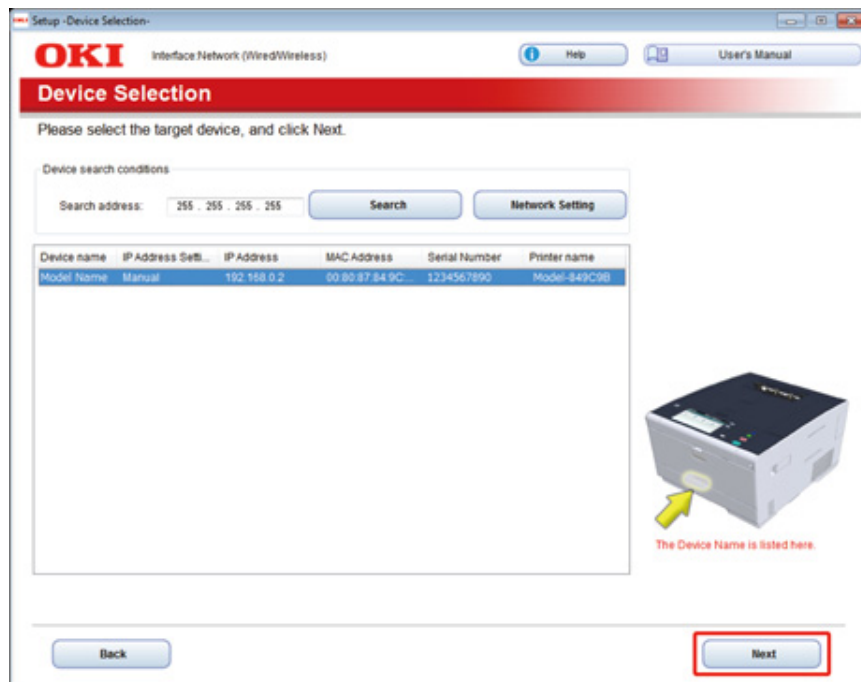 Setup -Device Selection-
OKI Interface:Network (Wired/Wireless) Help User's Manual
Device Selection
Please select the target device, and click Next.
Device search conditions
Search address: 255 . 255 . 255 . 255 Search Network Setting
Device name IP Address Setti... IP Address MAC Address Serial Number Printer name
Model Name Manual 192.168.0.2 00:80:87:84:9C... 1234567890 Model-849C9B
The Device Name is listed here.
Back Next